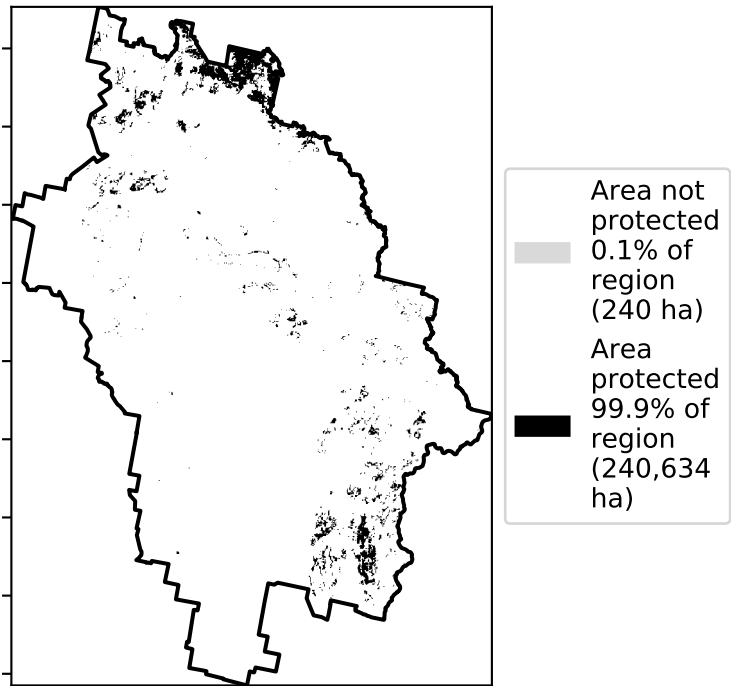 Area not
protected
0.1% of
region
(240 ha)
Area
protected
99.9% of
region
(240,634
ha)